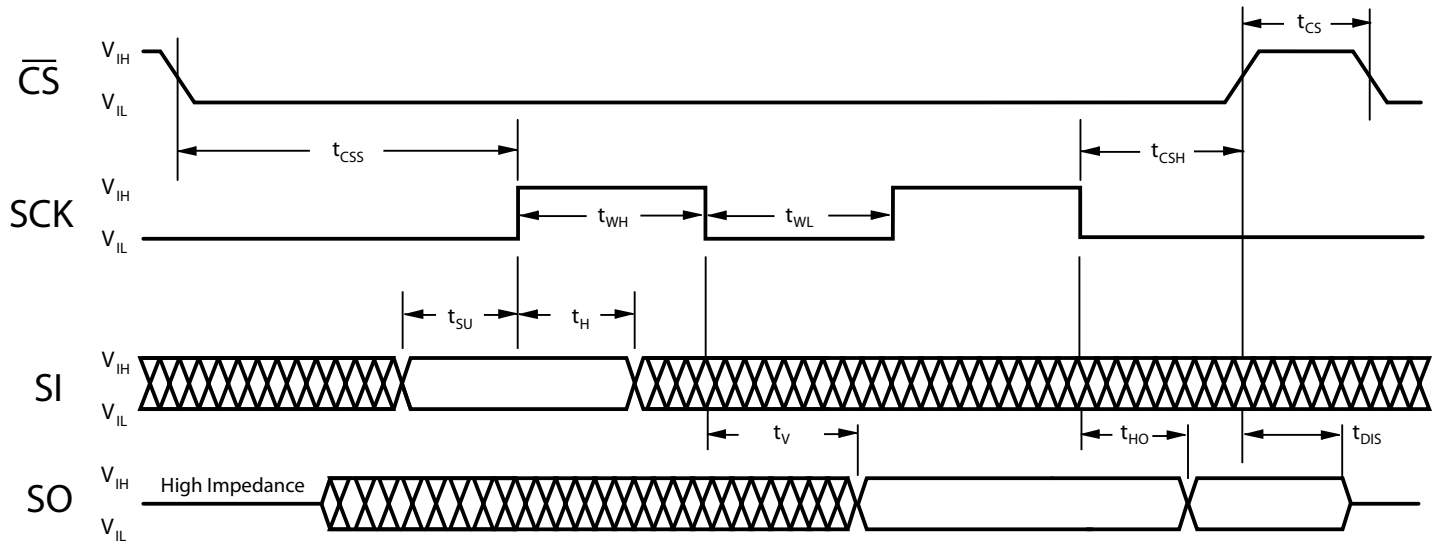 t_CS
V_IH
C̅S̅
V_IL
t_CSS
t_CSH
V_IH
SCK
t_WH
t_WL
V_IL
t_SU
t_H
V_IH
SI
V_IL
t_V
t_HO
t_DIS
V_IH
High Impedance
SO
V_IL